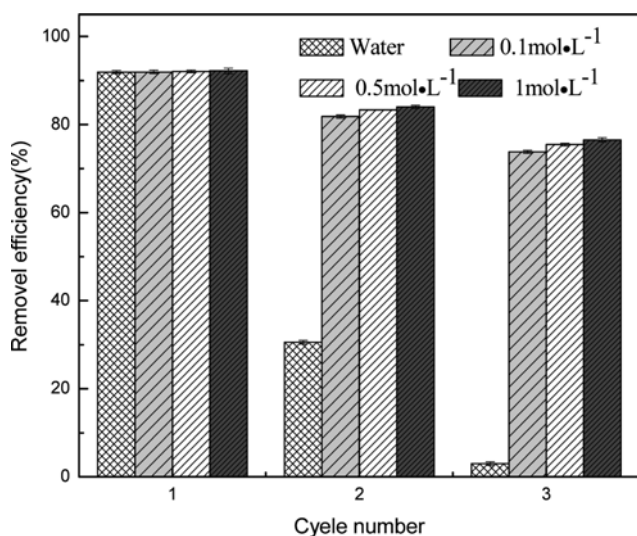 100
80
60
40
20
0
Removel efficiency(%)
Water
0.1mol•L⁻¹
0.5mol•L⁻¹
1mol•L⁻¹
1
2
3
Cyele number